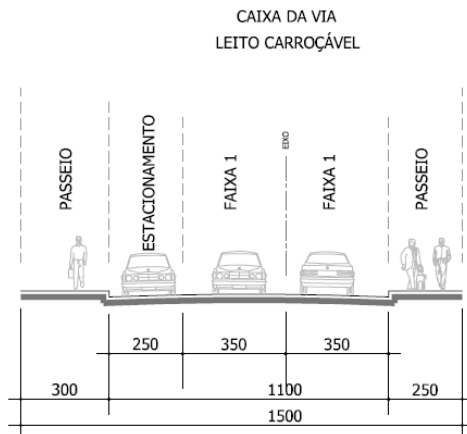 CAIXA DA VIA
LEITO CARROÇÁVEL
PASSEIO
ESTACIONAMENTO
FAIXA 1
EIXO
FAIXA 1
PASSEIO
250 350 350
300 1100 250
1500